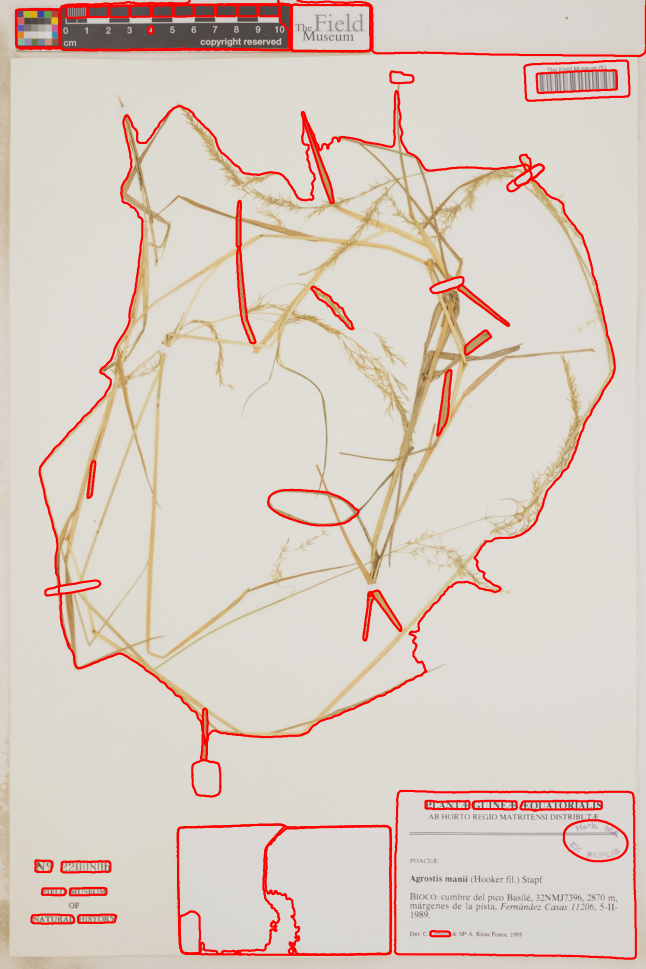 0 1 2 3 4 5 6 7 8 9 10
cm copyright reserved
The Field
Museum
The Field Museum (F)
PLANTÆ GUINEÆ ÆQUATORIALIS
AB HORTO REGIO MATRITENSI DISTRIBUTÆ
POACEÆ
Agrostis manii (Hooker fil.) Stapf
BIOCO: cumbre del pico Basilé, 32NMJ7396, 2870 m,
márgenes de la pista, Fernández Casas 11206, 5-II-
1989.
Det. C. & Mª A. Rivas Ponce, 1993
Nº
FIELD MUSEUM
OF
NATURAL HISTORY